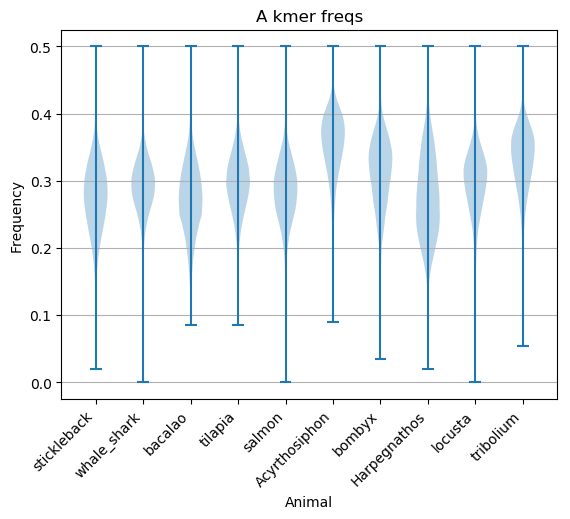 A kmer freqs
Frequency
0.5
0.4
0.3
0.2
0.1
0.0
stickleback
whale_shark
bacalao
tilapia
salmon
Acyrthosiphon
bombyx
Harpegnathos
locusta
tribolium
Animal